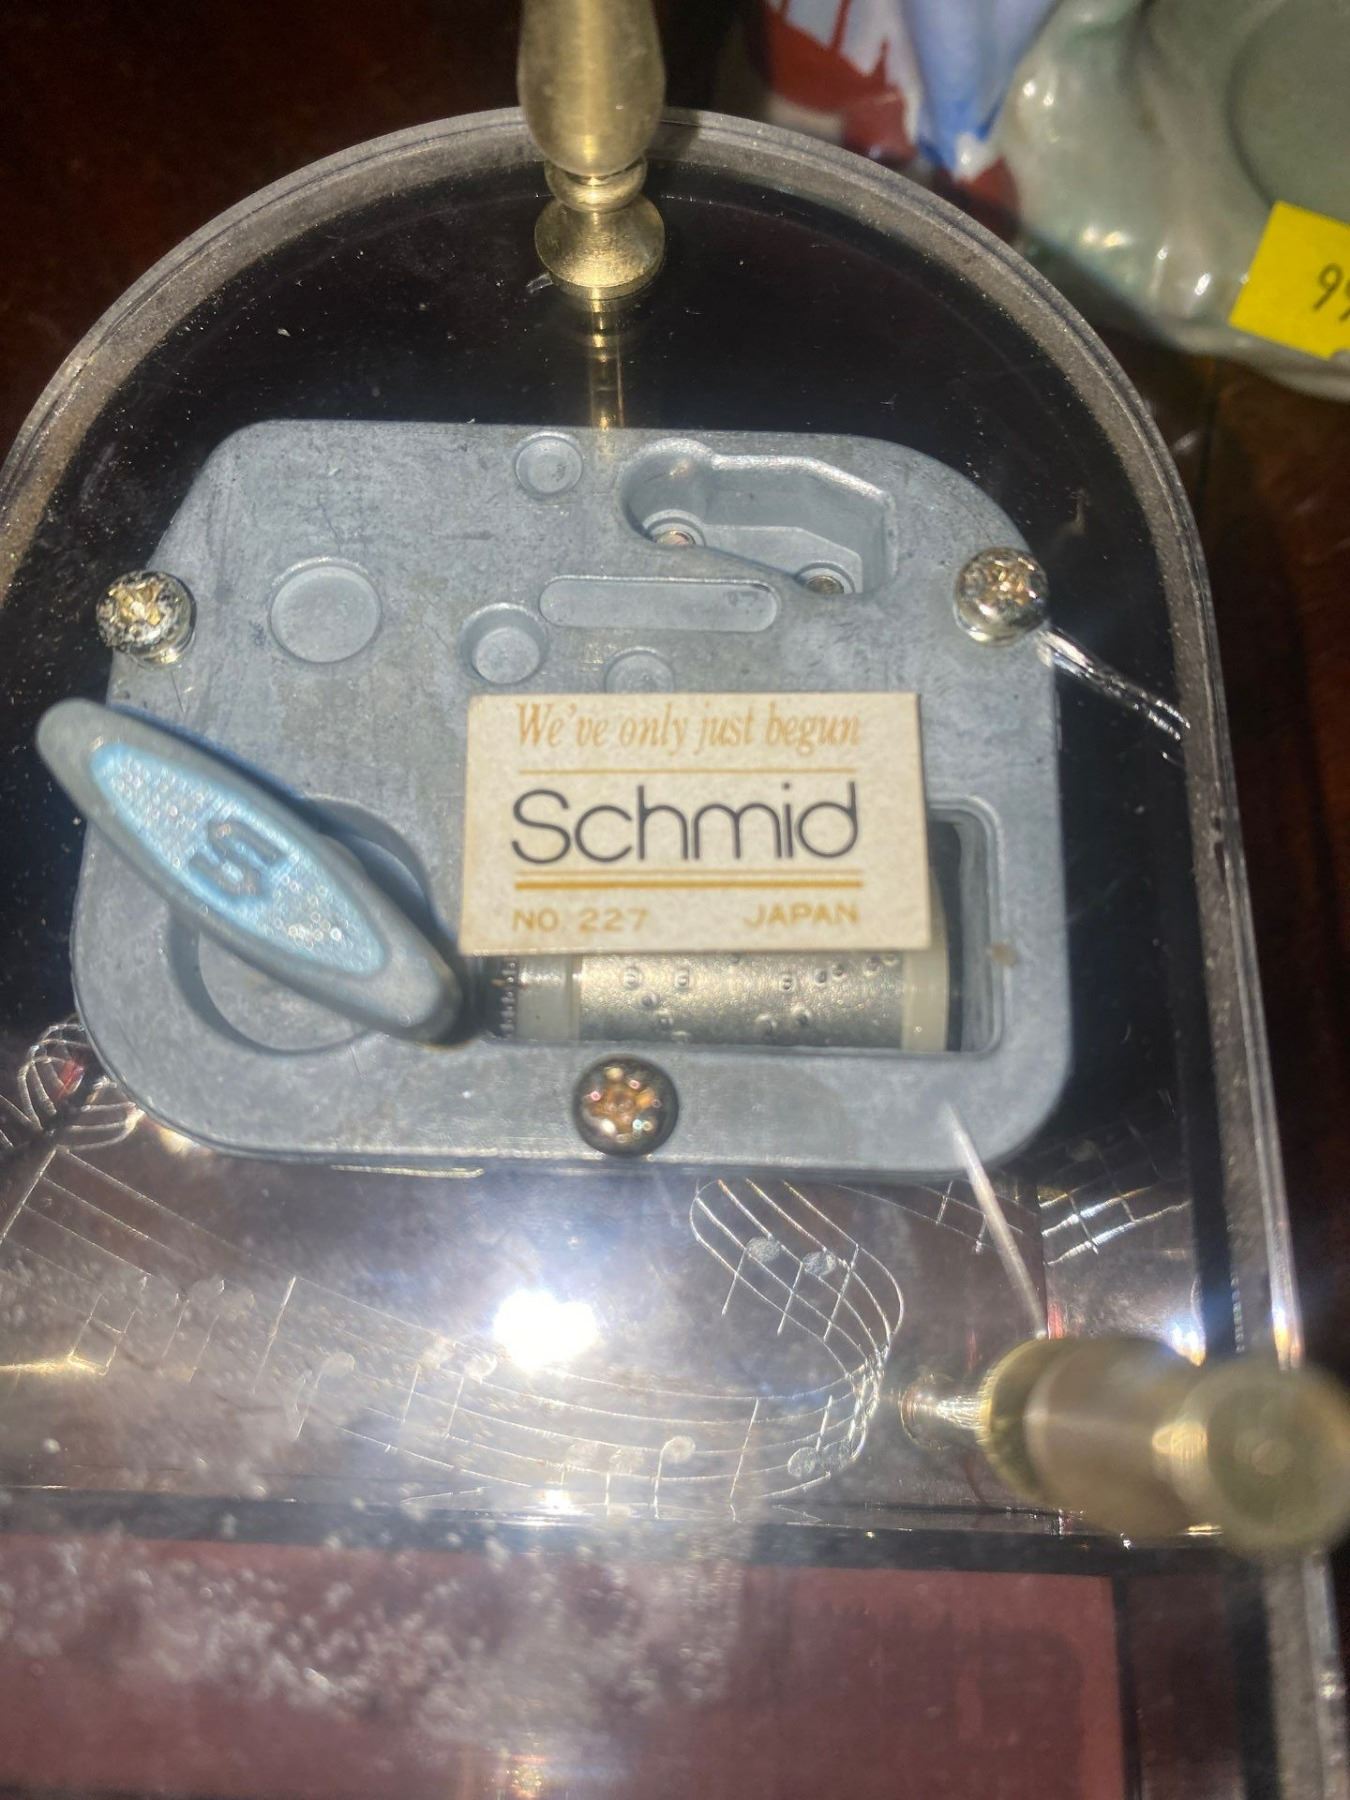 We've only just begun
Schmid
NO. 227 JAPAN